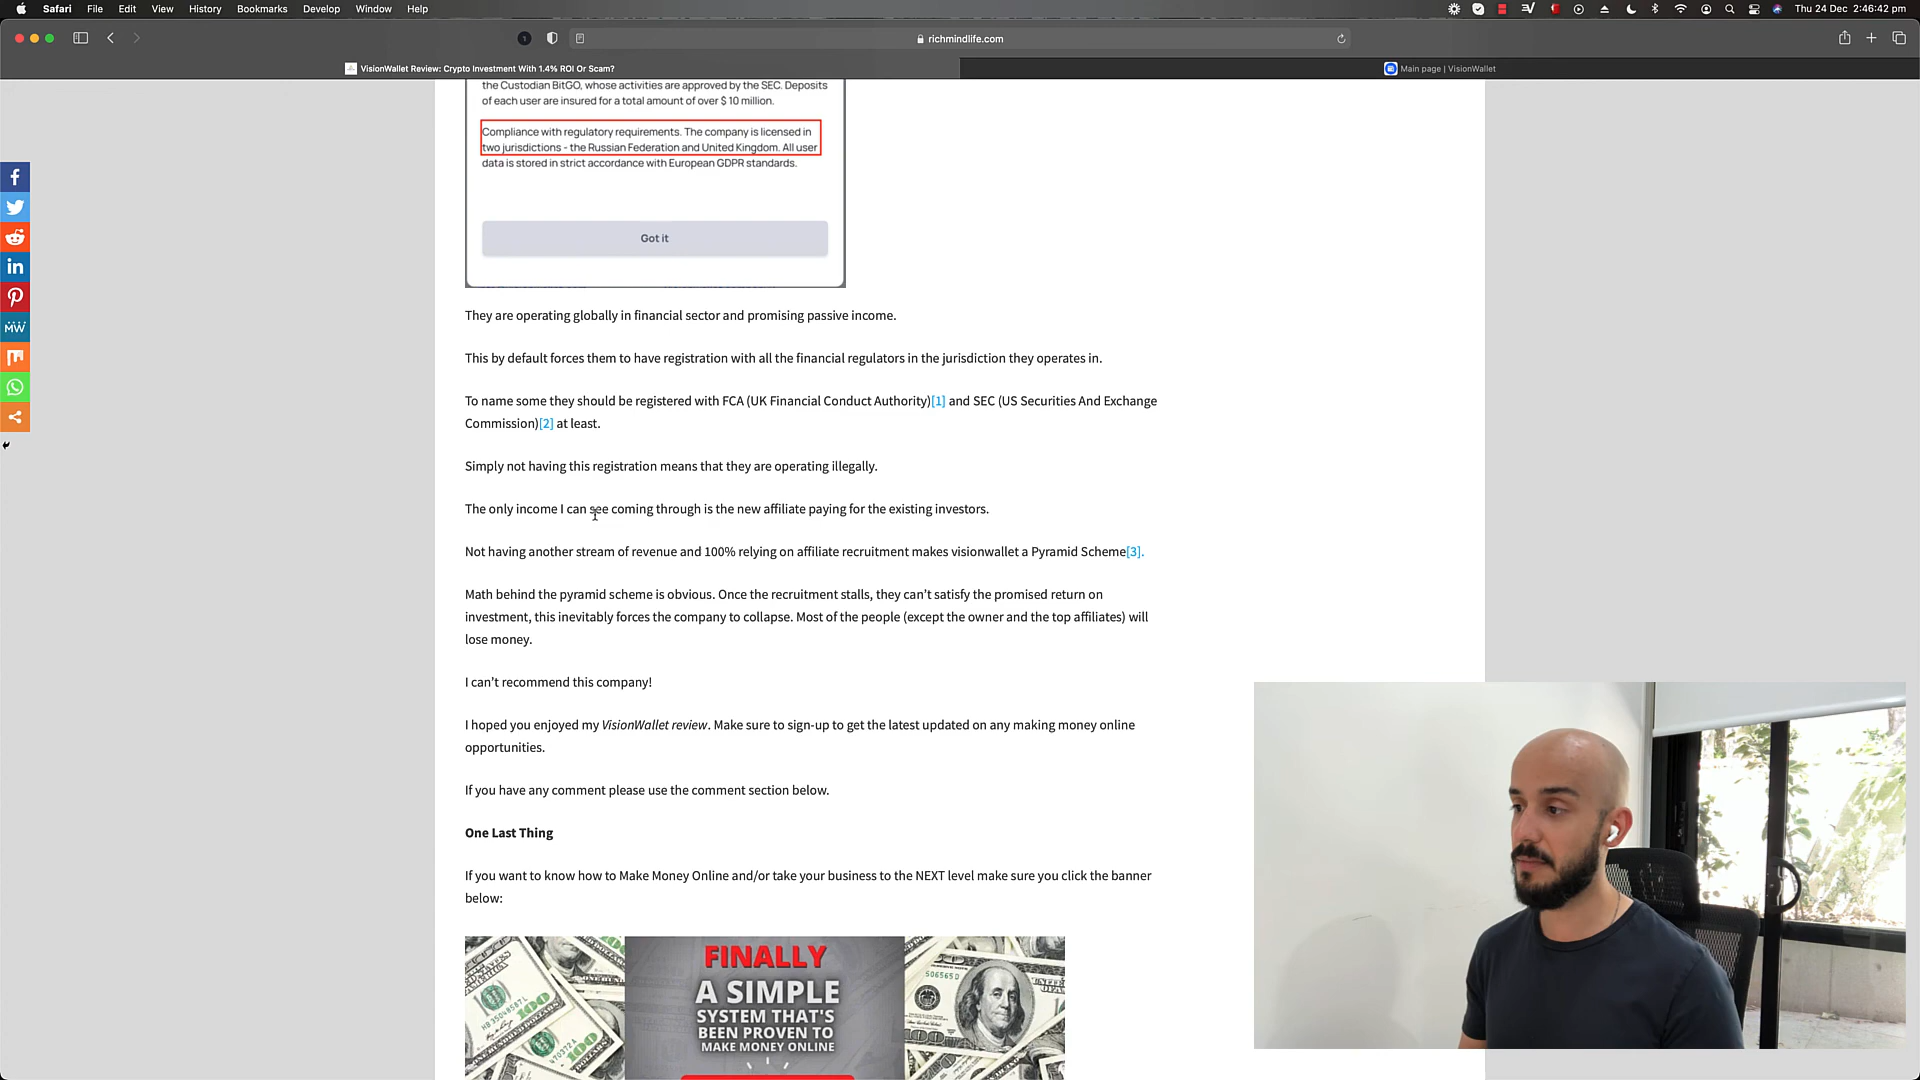 Safari File Edit View History Bookmarks Develop Window Help
Thu 24 Dec 2:46:42 pm
richmindlife.com
VisionWallet Review: Crypto Investment With 1.4% ROI Or Scam?
Main page | VisionWallet
the Custodian BitGO, whose activities are approved by the SEC. Deposits
of each user are insured for a total amount of over $ 10 million.
Compliance with regulatory requirements. The company is licensed in
two jurisdictions - the Russian Federation and United Kingdom. All user
data is stored in strict accordance with European GDPR standards.
Got it
They are operating globally in financial sector and promising passive income.
This by default forces them to have registration with all the financial regulators in the jurisdiction they operates in.
To name some they should be registered with FCA (UK Financial Conduct Authority)[1] and SEC (US Securities And Exchange
Commission)[2] at least.
Simply not having this registration means that they are operating illegally.
The only income I can see coming through is the new affiliate paying for the existing investors.
Not having another stream of revenue and 100% relying on affiliate recruitment makes visionwallet a Pyramid Scheme[3].
Math behind the pyramid scheme is obvious. Once the recruitment stalls, they can't satisfy the promised return on
investment, this inevitably forces the company to collapse. Most of the people (except the owner and the top affiliates) will
lose money.
I can't recommend this company!
I hoped you enjoyed my VisionWallet review. Make sure to sign-up to get the latest updated on any making money online
opportunities.
If you have any comment please use the comment section below.
One Last Thing
If you want to know how to Make Money Online and/or take your business to the NEXT level make sure you click the banner
below:
FINALLY
A SIMPLE
SYSTEM THAT'S
BEEN PROVEN TO
MAKE MONEY ONLINE